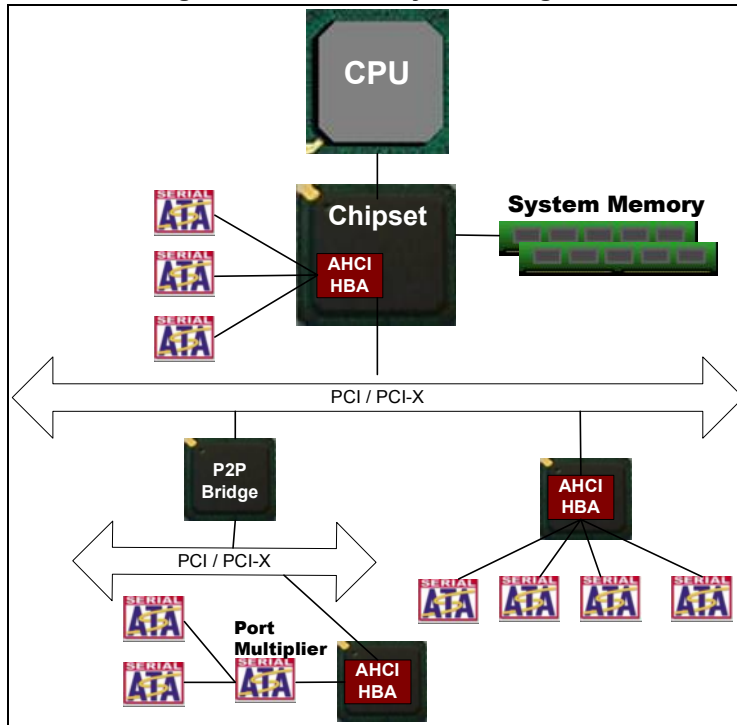 CPU
Chipset
System Memory
SERIAL
ATA
SERIAL
ATA
SERIAL
ATA
AHCI
HBA
PCI / PCI-X
P2P
Bridge
AHCI
HBA
PCI / PCI-X
SERIAL
ATA
SERIAL
ATA
SERIAL
ATA
SERIAL
ATA
SERIAL
ATA
SERIAL
ATA
Port
Multiplier
SERIAL
ATA
AHCI
HBA